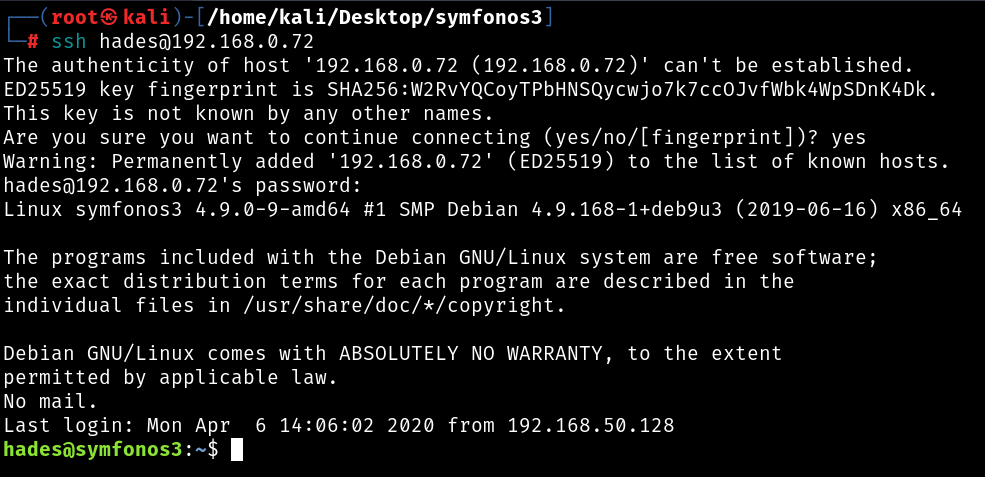 ┌──(root㉿kali)-[/home/kali/Desktop/symfonos3]
└─# ssh hades@192.168.0.72
The authenticity of host '192.168.0.72 (192.168.0.72)' can't be established.
ED25519 key fingerprint is SHA256:W2RvYQCoyTPbHNSQycwjo7k7ccOJvfWbk4WpSDnK4Dk.
This key is not known by any other names.
Are you sure you want to continue connecting (yes/no/[fingerprint])? yes
Warning: Permanently added '192.168.0.72' (ED25519) to the list of known hosts.
hades@192.168.0.72's password:
Linux symfonos3 4.9.0-9-amd64 #1 SMP Debian 4.9.168-1+deb9u3 (2019-06-16) x86_64

The programs included with the Debian GNU/Linux system are free software;
the exact distribution terms for each program are described in the
individual files in /usr/share/doc/*/copyright.

Debian GNU/Linux comes with ABSOLUTELY NO WARRANTY, to the extent
permitted by applicable law.
No mail.
Last login: Mon Apr  6 14:06:02 2020 from 192.168.50.128
hades@symfonos3:~$